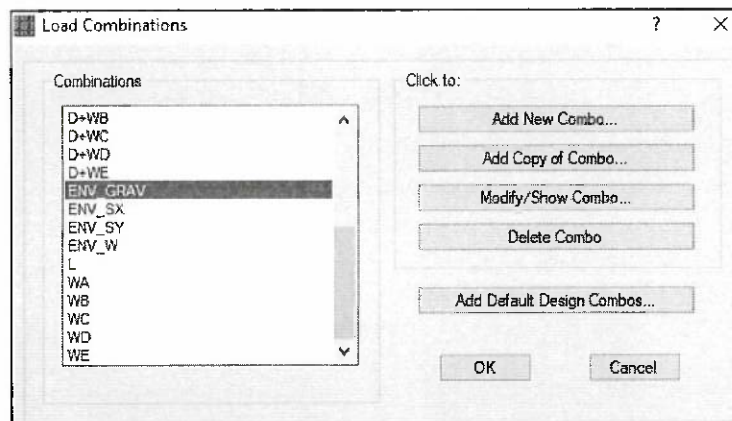 Load Combinations
Combinations
D+WB
D+WC
D+WD
D+WE
ENV_GRAV
ENV_SX
ENV_SY
ENV_W
L
WA
WB
WC
WD
WE
Click to:
Add New Combo...
Add Copy of Combo...
Modify/Show Combo...
Delete Combo
Add Default Design Combos...
OK
Cancel